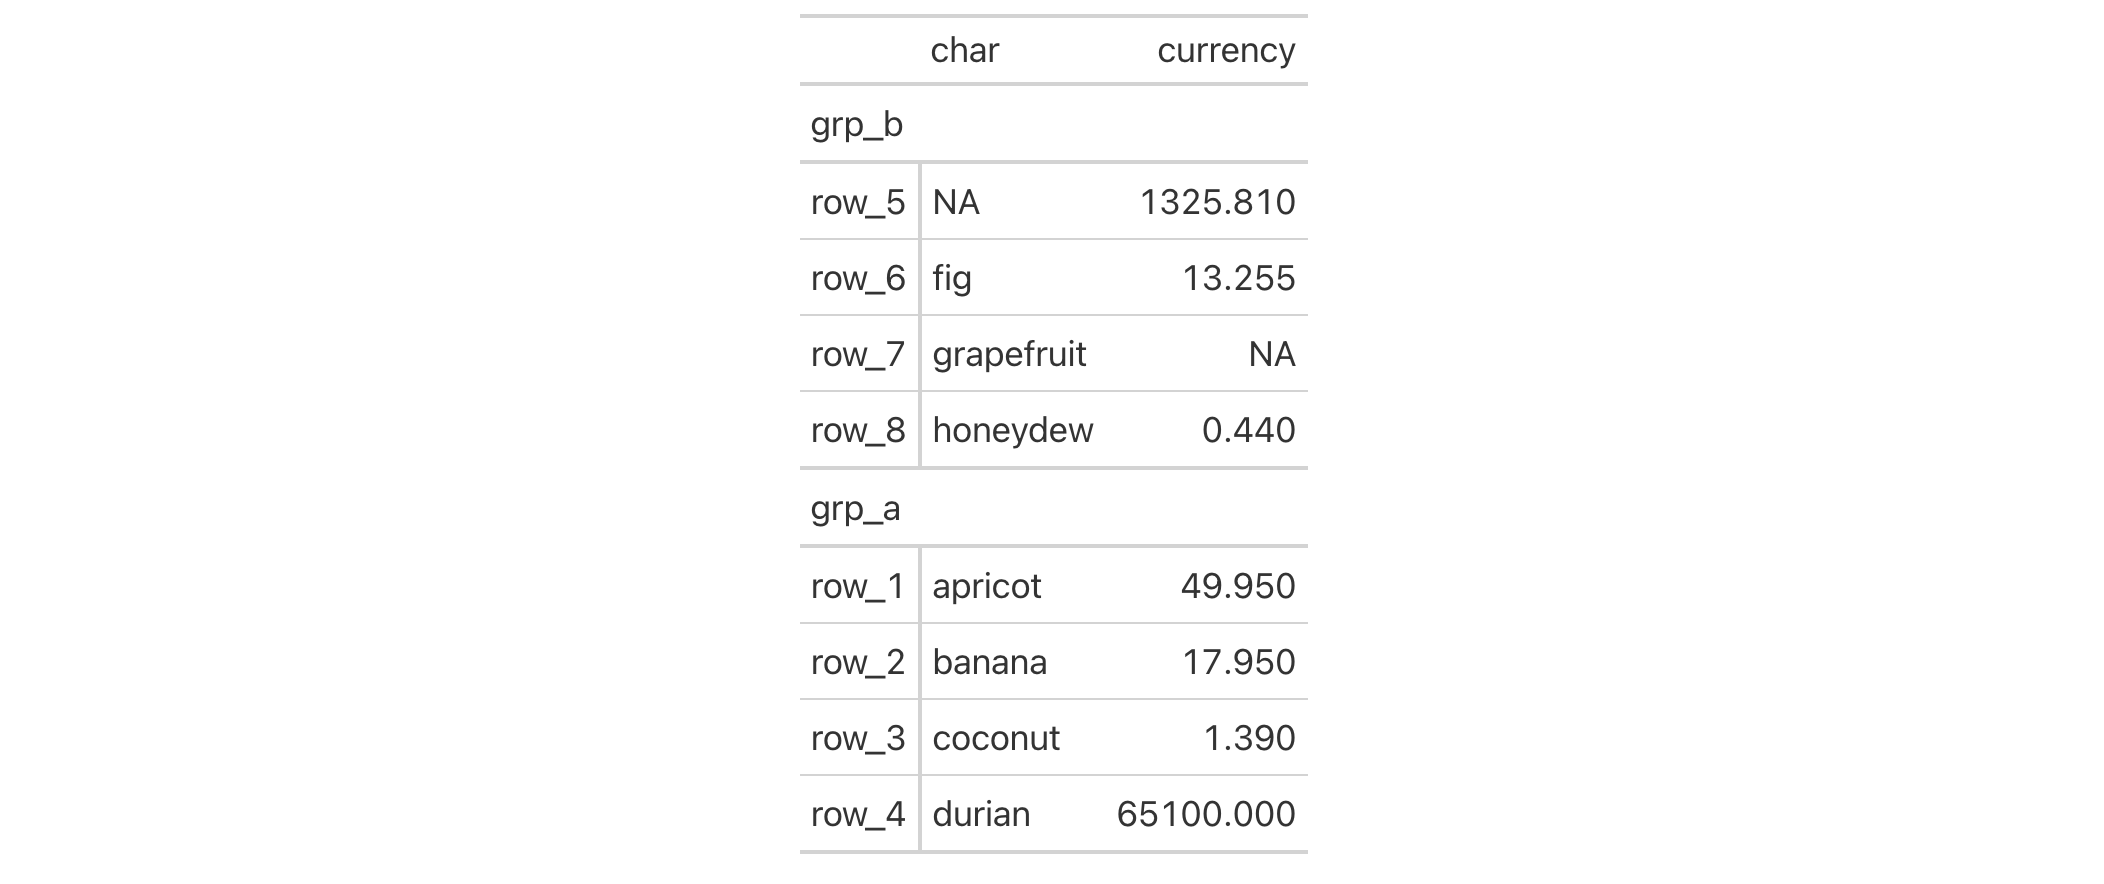 char currency
grp_b
row_5 NA 1325.810
row_6 fig 13.255
row_7 grapefruit NA
row_8 honeydew 0.440
grp_a
row_1 apricot 49.950
row_2 banana 17.950
row_3 coconut 1.390
row_4 durian 65100.000